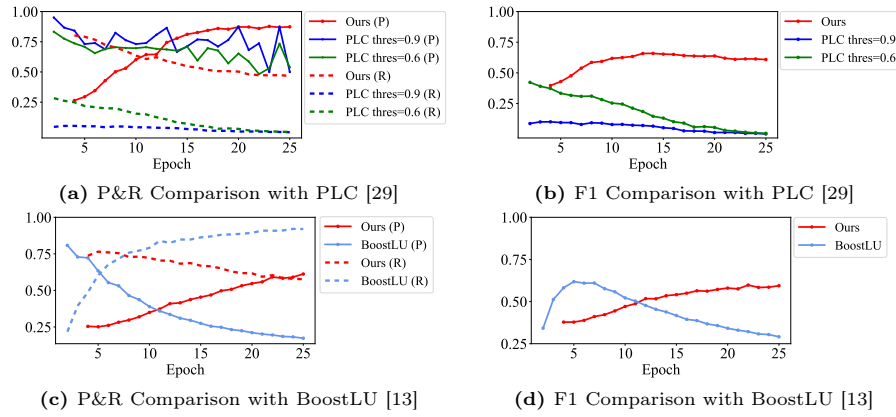 1.00
0.75
0.50
0.25
5 10 15 20 25
Epoch
Ours (P)
PLC thres=0.9 (P)
PLC thres=0.6 (P)
Ours (R)
PLC thres=0.9 (R)
PLC thres=0.6 (R)
(a) P&R Comparison with PLC [29]
1.00
0.75
0.50
0.25
5 10 15 20 25
Epoch
Ours
PLC thres=0.9
PLC thres=0.6
(b) F1 Comparison with PLC [29]
1.00
0.75
0.50
0.25
5 10 15 20 25
Epoch
Ours (P)
BoostLU (P)
Ours (R)
BoostLU (R)
(c) P&R Comparison with BoostLU [13]
1.00
0.75
0.50
0.25
5 10 15 20 25
Epoch
Ours
BoostLU
(d) F1 Comparison with BoostLU [13]